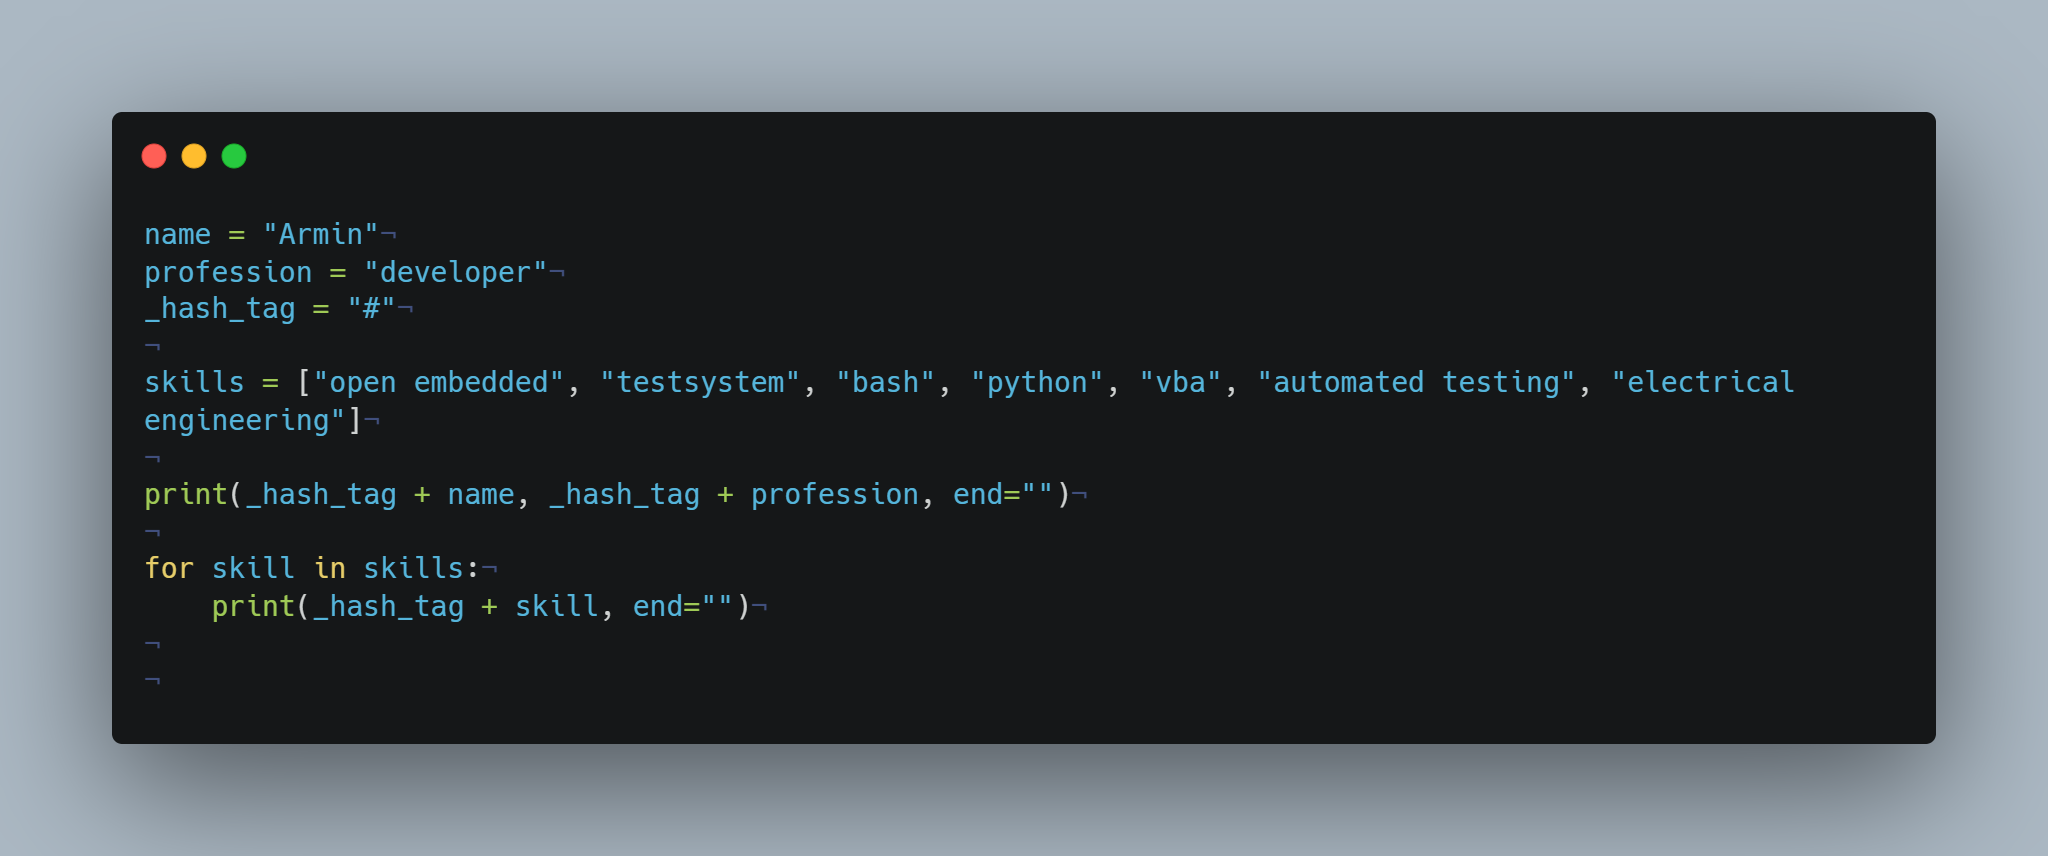 name = "Armin"¬
profession = "developer"¬
_hash_tag = "#"¬
¬
skills = ["open embedded", "testsystem", "bash", "python", "vba", "automated testing", "electrical
engineering"]¬
¬
print(_hash_tag + name, _hash_tag + profession, end="")¬
¬
for skill in skills:¬
    print(_hash_tag + skill, end="")¬
¬
¬